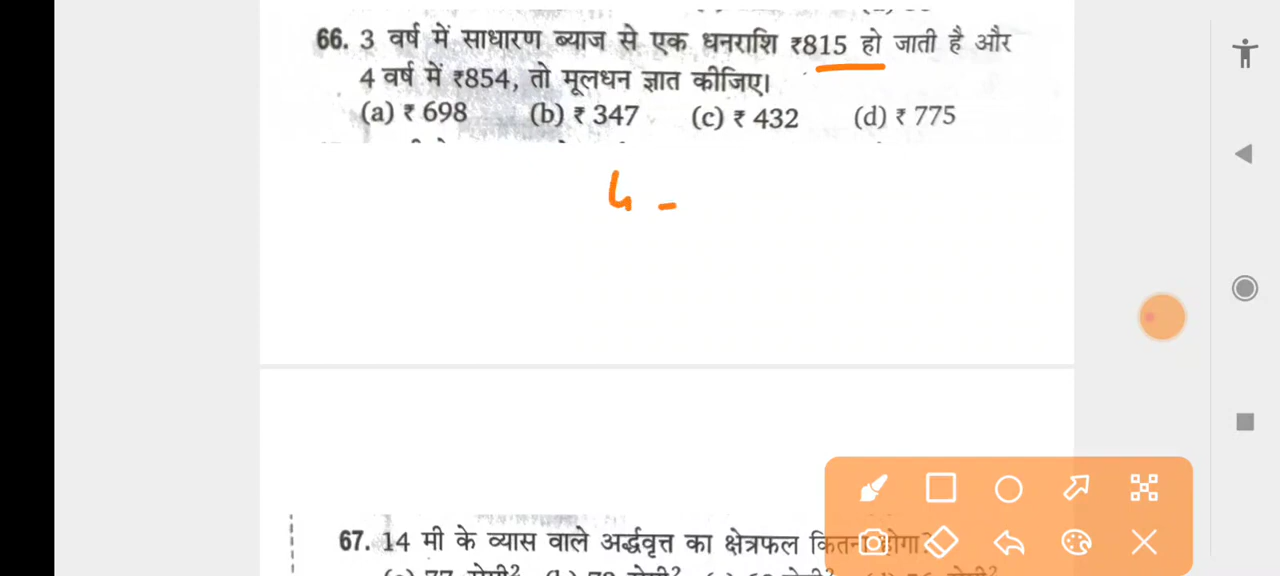 66. 3 वर्ष में साधारण ब्याज से एक धनराशि ₹815 हो जाती है और
4 वर्ष में ₹854, तो मूलधन ज्ञात कीजिए।
(a) ₹ 698 (b) ₹ 347 (c) ₹ 432 (d) ₹ 775
4 -
67. 14 मी के व्यास वाले अर्द्धवृत्त का क्षेत्रफल कितना होगा?